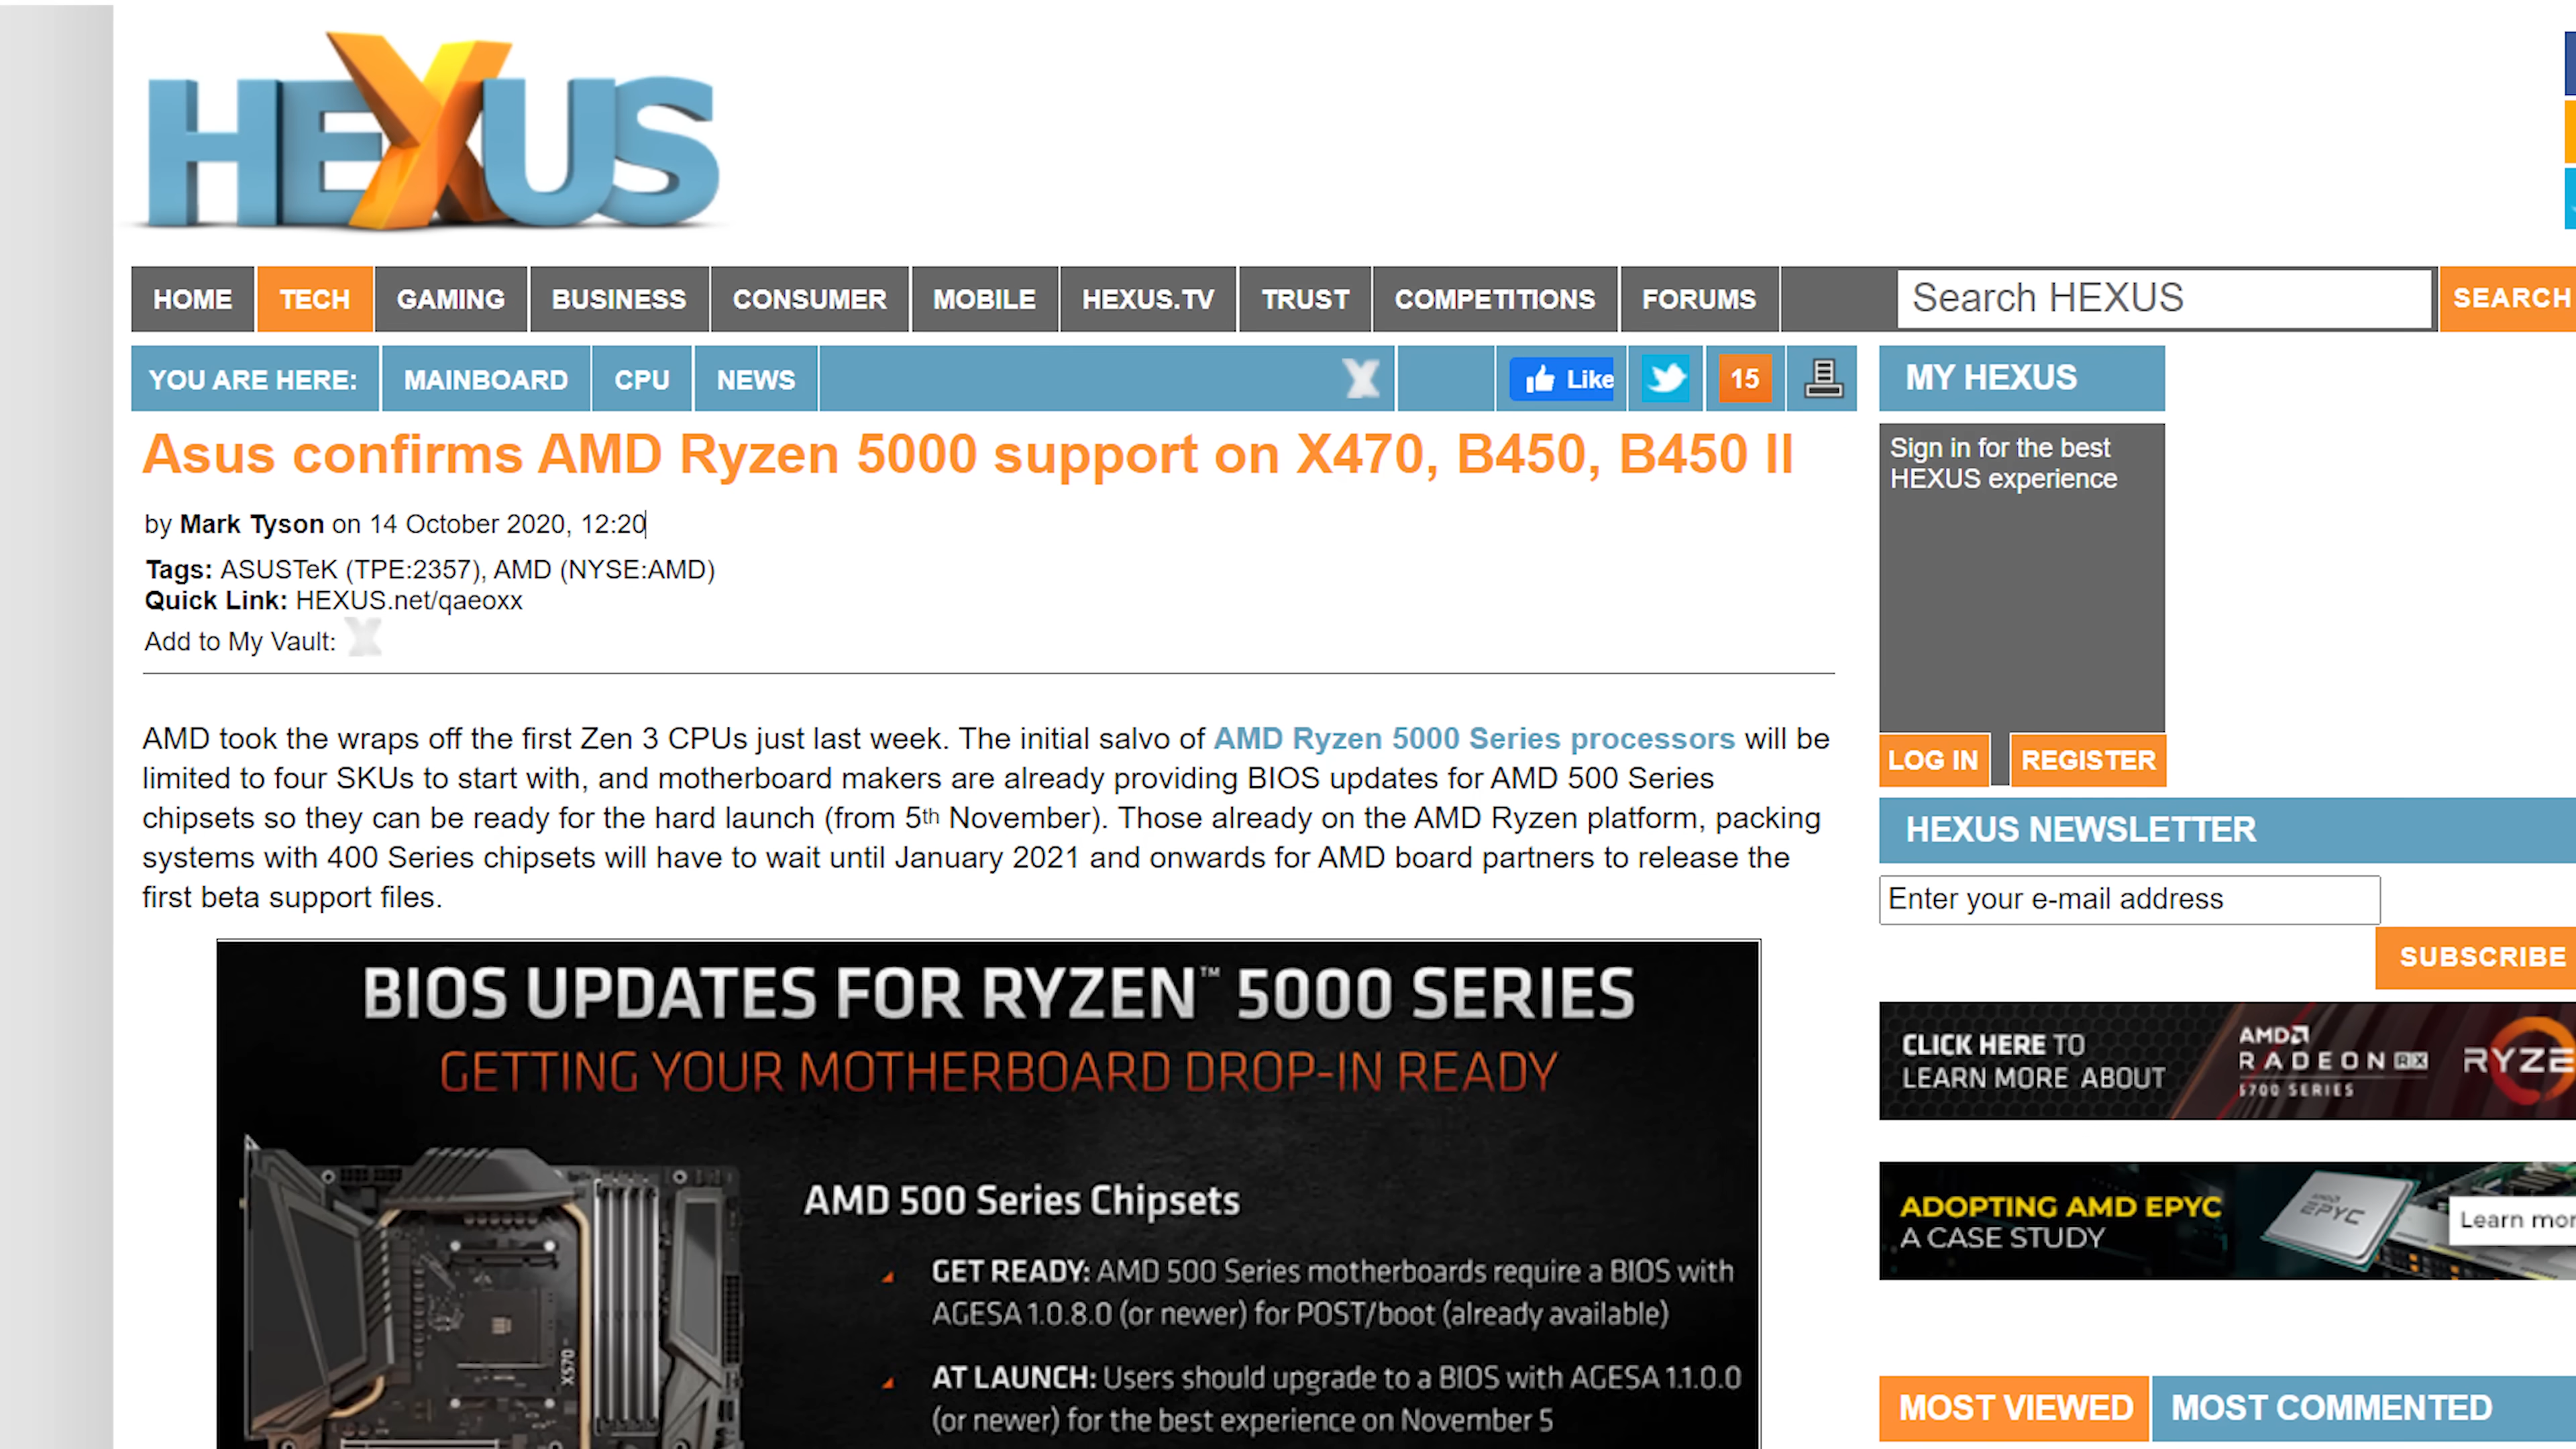 HEXUS
HOME TECH GAMING BUSINESS CONSUMER MOBILE HEXUS.TV TRUST COMPETITIONS FORUMS Search HEXUS SEARCH
YOU ARE HERE: MAINBOARD CPU NEWS Like 15
Asus confirms AMD Ryzen 5000 support on X470, B450, B450 II
by Mark Tyson on 14 October 2020, 12:20
Tags: ASUSTeK (TPE:2357), AMD (NYSE:AMD)
Quick Link: HEXUS.net/qaeoxx
Add to My Vault: X
AMD took the wraps off the first Zen 3 CPUs just last week. The initial salvo of AMD Ryzen 5000 Series processors will be
limited to four SKUs to start with, and motherboard makers are already providing BIOS updates for AMD 500 Series
chipsets so they can be ready for the hard launch (from 5th November). Those already on the AMD Ryzen platform, packing
systems with 400 Series chipsets will have to wait until January 2021 and onwards for AMD board partners to release the
first beta support files.
BIOS UPDATES FOR RYZEN™ 5000 SERIES
GETTING YOUR MOTHERBOARD DROP-IN READY
AMD 500 Series Chipsets
GET READY: AMD 500 Series motherboards require a BIOS with
AGESA 1.0.8.0 (or newer) for POST/boot (already available)
AT LAUNCH: Users should upgrade to a BIOS with AGESA 1.1.0.0
(or newer) for the best experience on November 5
X570
MY HEXUS
Sign in for the best
HEXUS experience
LOG IN REGISTER
HEXUS NEWSLETTER
Enter your e-mail address
SUBSCRIBE
CLICK HERE TO
LEARN MORE ABOUT
AMD
RADEON RX
5700 SERIES
RYZE
ADOPTING AMD EPYC
A CASE STUDY
AMD
EPYC
Learn mor
MOST VIEWED MOST COMMENTED